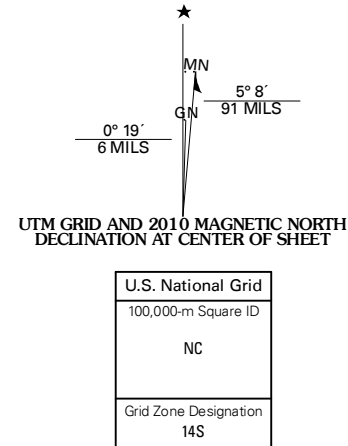 MN
GN
5° 8´
91 MILS
0° 19´
6 MILS
UTM GRID AND 2010 MAGNETIC NORTH
DECLINATION AT CENTER OF SHEET
U.S. National Grid
100,000-m Square ID
NC
Grid Zone Designation
14S